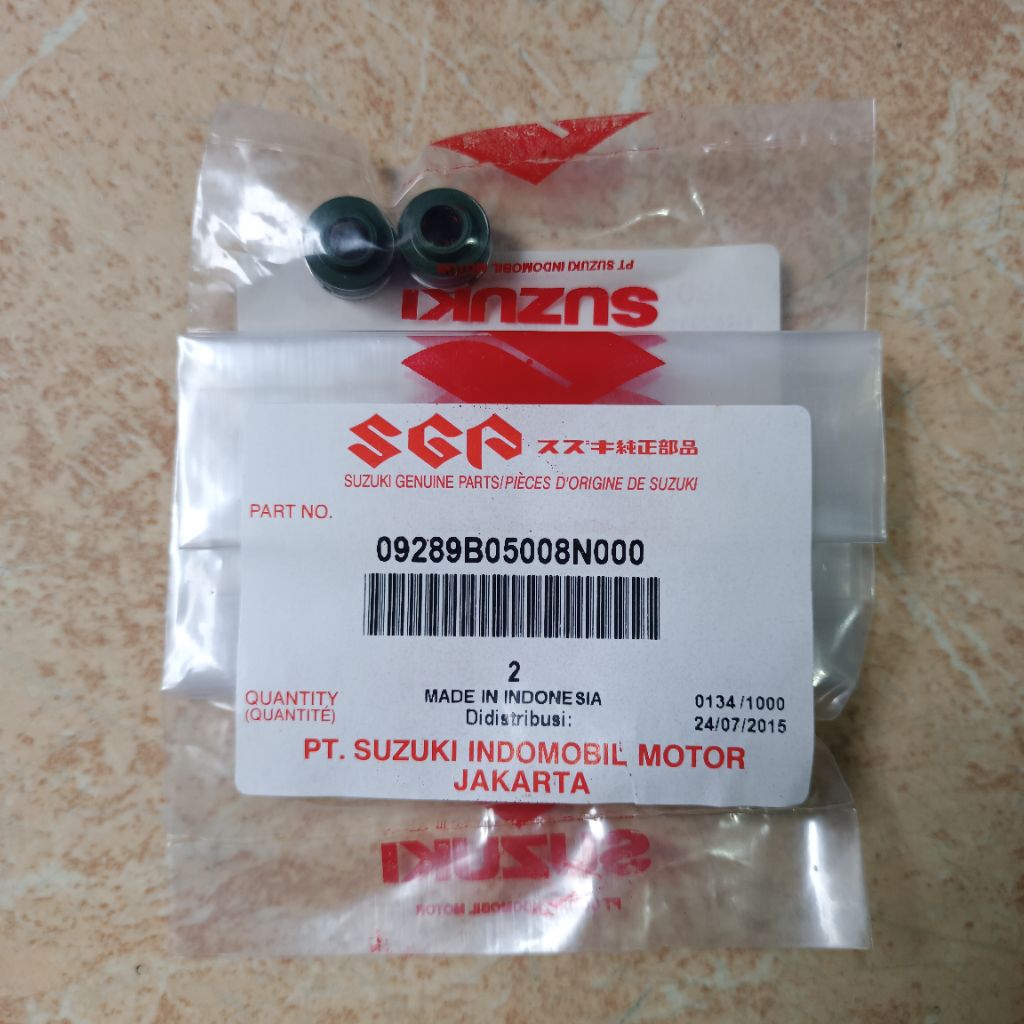 PT SUZUKI INDOMOBIL MOTOR
SUZUKI
SGP スズキ純正部品
SUZUKI GENUINE PARTS/PIÈCES D'ORIGINE DE SUZUKI
PART NO.
09289B05008N000
2
QUANTITY MADE IN INDONESIA 0134 /1000
(QUANTITÉ) Didistribusi: 24/07/2015
PT. SUZUKI INDOMOBIL MOTOR
JAKARTA
SUZUKI
INDOMOBIL MOTOR